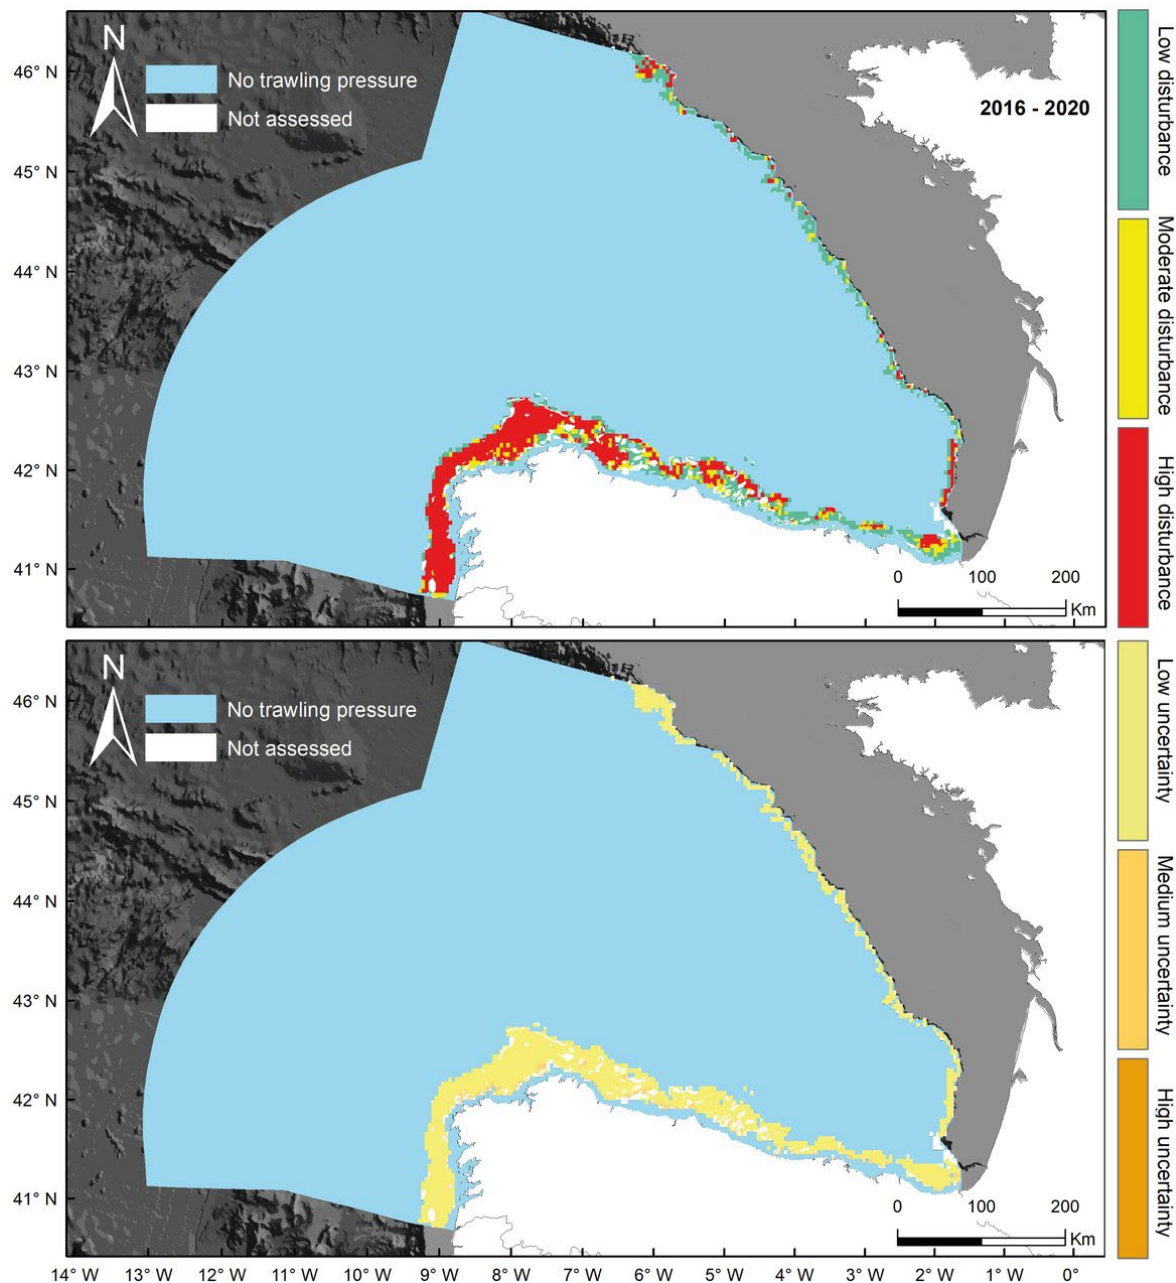 N
No trawling pressure
Not assessed
2016 - 2020
46° N
45° N
44° N
43° N
42° N
41° N
0 100 200
Km
Low disturbance
Moderate disturbance
High disturbance
N
No trawling pressure
Not assessed
46° N
45° N
44° N
43° N
42° N
41° N
0 100 200
Km
Low uncertainty
Medium uncertainty
High uncertainty
14° W 13° W 12° W 11° W 10° W 9° W 8° W 7° W 6° W 5° W 4° W 3° W 2° W 1° W 0°